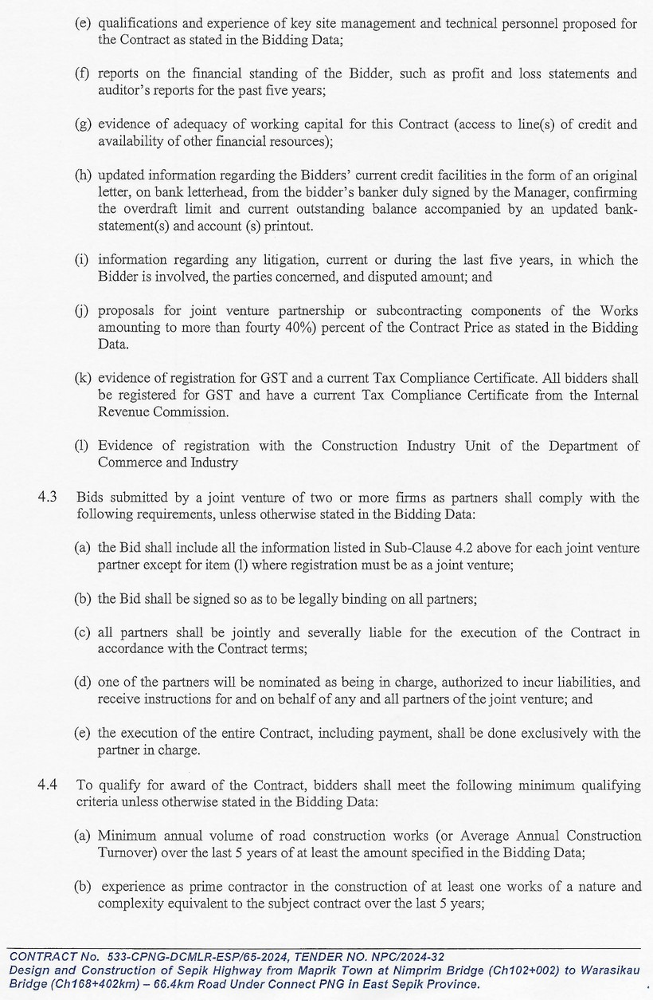 (e) qualifications and experience of key site management and technical personnel proposed for
the Contract as stated in the Bidding Data;
(f) reports on the financial standing of the Bidder, such as profit and loss statements and
auditor's reports for the past five years;
(g) evidence of adequacy of working capital for this Contract (access to line(s) of credit and
availability of other financial resources);
(h) updated information regarding the Bidders' current credit facilities in the form of an original
letter, on bank letterhead, from the bidder's banker duly signed by the Manager, confirming
the overdraft limit and current outstanding balance accompanied by an updated bank-
statement(s) and account (s) printout.
(i) information regarding any litigation, current or during the last five years, in which the
Bidder is involved, the parties concerned, and disputed amount; and
(j) proposals for joint venture partnership or subcontracting components of the Works
amounting to more than fourty 40%) percent of the Contract Price as stated in the Bidding
Data.
(k) evidence of registration for GST and a current Tax Compliance Certificate. All bidders shall
be registered for GST and have a current Tax Compliance Certificate from the Internal
Revenue Commission.
(l) Evidence of registration with the Construction Industry Unit of the Department of
Commerce and Industry
4.3 Bids submitted by a joint venture of two or more firms as partners shall comply with the
following requirements, unless otherwise stated in the Bidding Data:
(a) the Bid shall include all the information listed in Sub-Clause 4.2 above for each joint venture
partner except for item (l) where registration must be as a joint venture;
(b) the Bid shall be signed so as to be legally binding on all partners;
(c) all partners shall be jointly and severally liable for the execution of the Contract in
accordance with the Contract terms;
(d) one of the partners will be nominated as being in charge, authorized to incur liabilities, and
receive instructions for and on behalf of any and all partners of the joint venture; and
(e) the execution of the entire Contract, including payment, shall be done exclusively with the
partner in charge.
4.4 To qualify for award of the Contract, bidders shall meet the following minimum qualifying
criteria unless otherwise stated in the Bidding Data:
(a) Minimum annual volume of road construction works (or Average Annual Construction
Turnover) over the last 5 years of at least the amount specified in the Bidding Data;
(b) experience as prime contractor in the construction of at least one works of a nature and
complexity equivalent to the subject contract over the last 5 years;
CONTRACT No. 533-CPNG-DCMLR-ESP/65-2024, TENDER NO. NPC/2024-32
Design and Construction of Sepik Highway from Maprik Town at Nimprim Bridge (Ch102+002) to Warasikau
Bridge (Ch168+402km) – 66.4km Road Under Connect PNG in East Sepik Province.